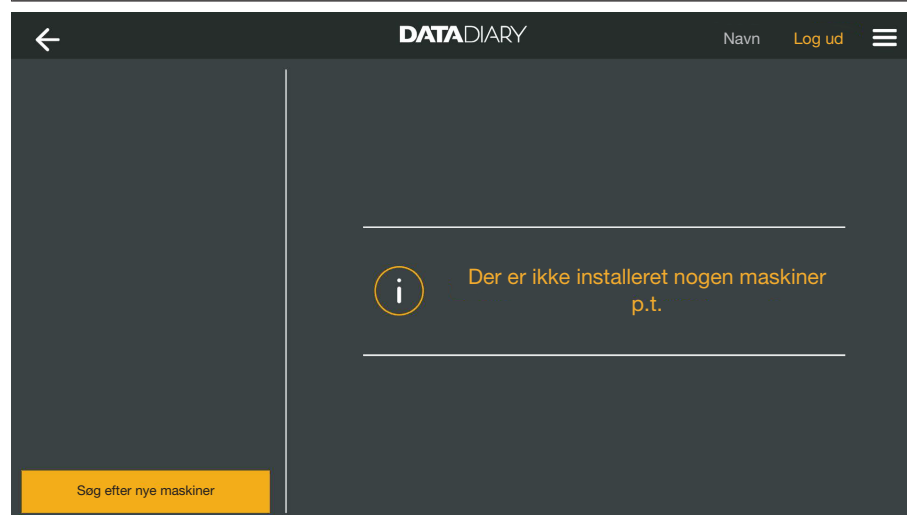 DATADIARY
Navn
Log ud
Der er ikke installeret nogen maskiner
p.t.
Søg efter nye maskiner